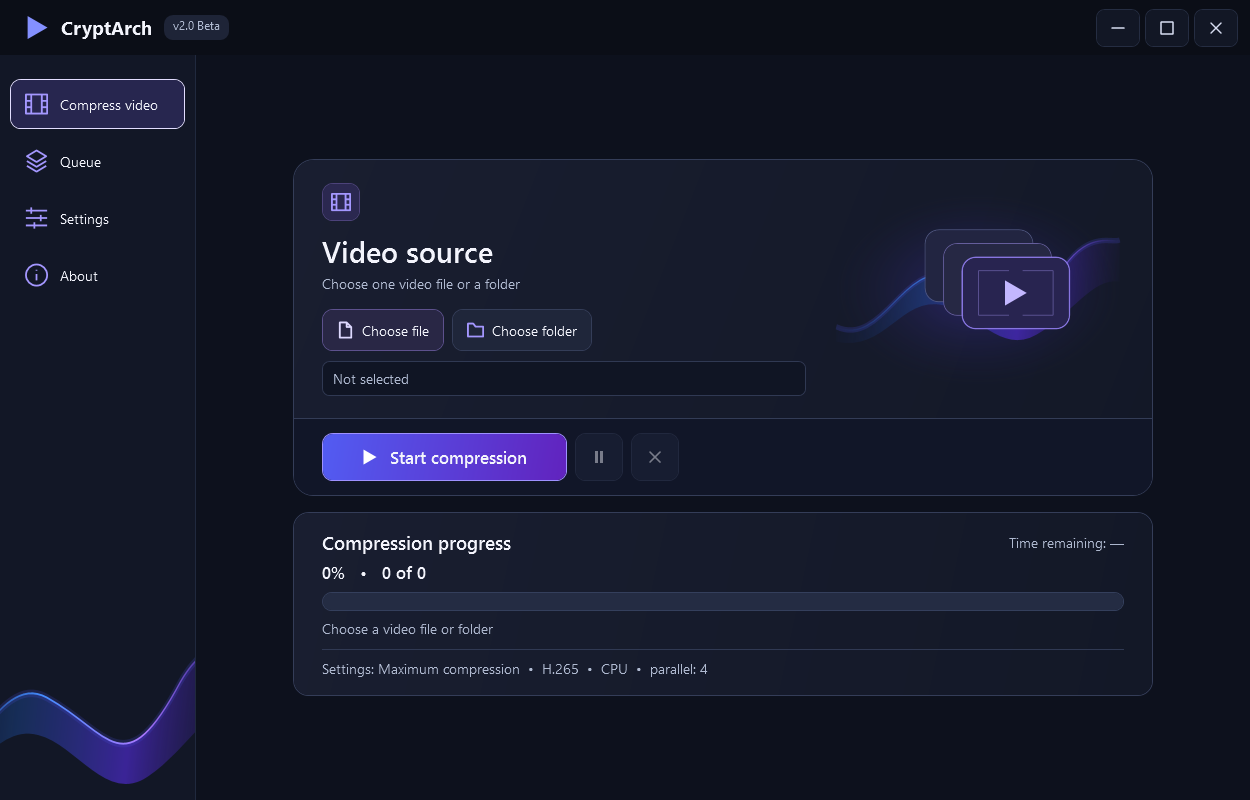 CryptArch v2.0 Beta
Compress video
Queue
Settings
About
Video source
Choose one video file or a folder
Choose file Choose folder
Not selected
Start compression
Compression progress Time remaining: —
0% • 0 of 0
Choose a video file or folder
Settings: Maximum compression • H.265 • CPU • parallel: 4